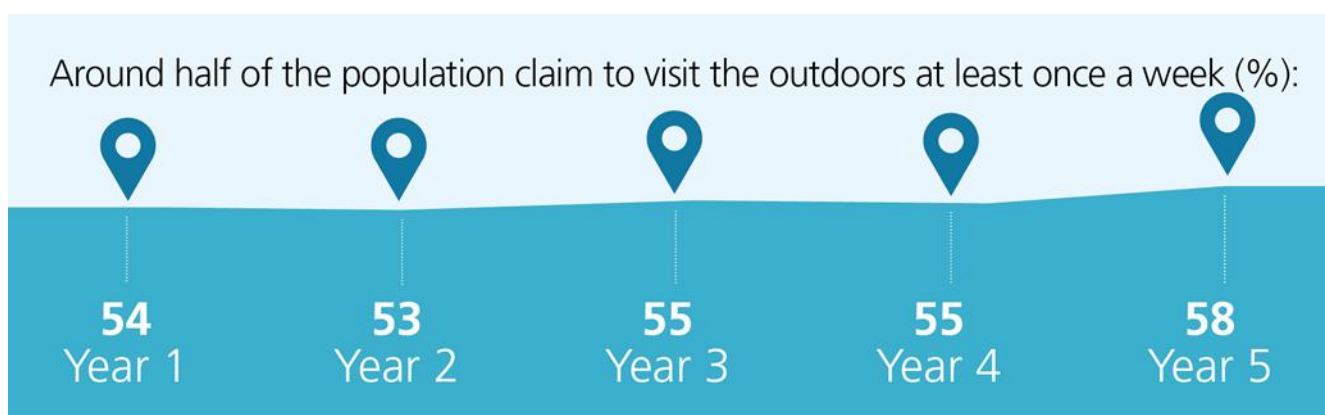 Around half of the population claim to visit the outdoors at least once a week (%):
54 53 55 55 58
Year 1 Year 2 Year 3 Year 4 Year 5